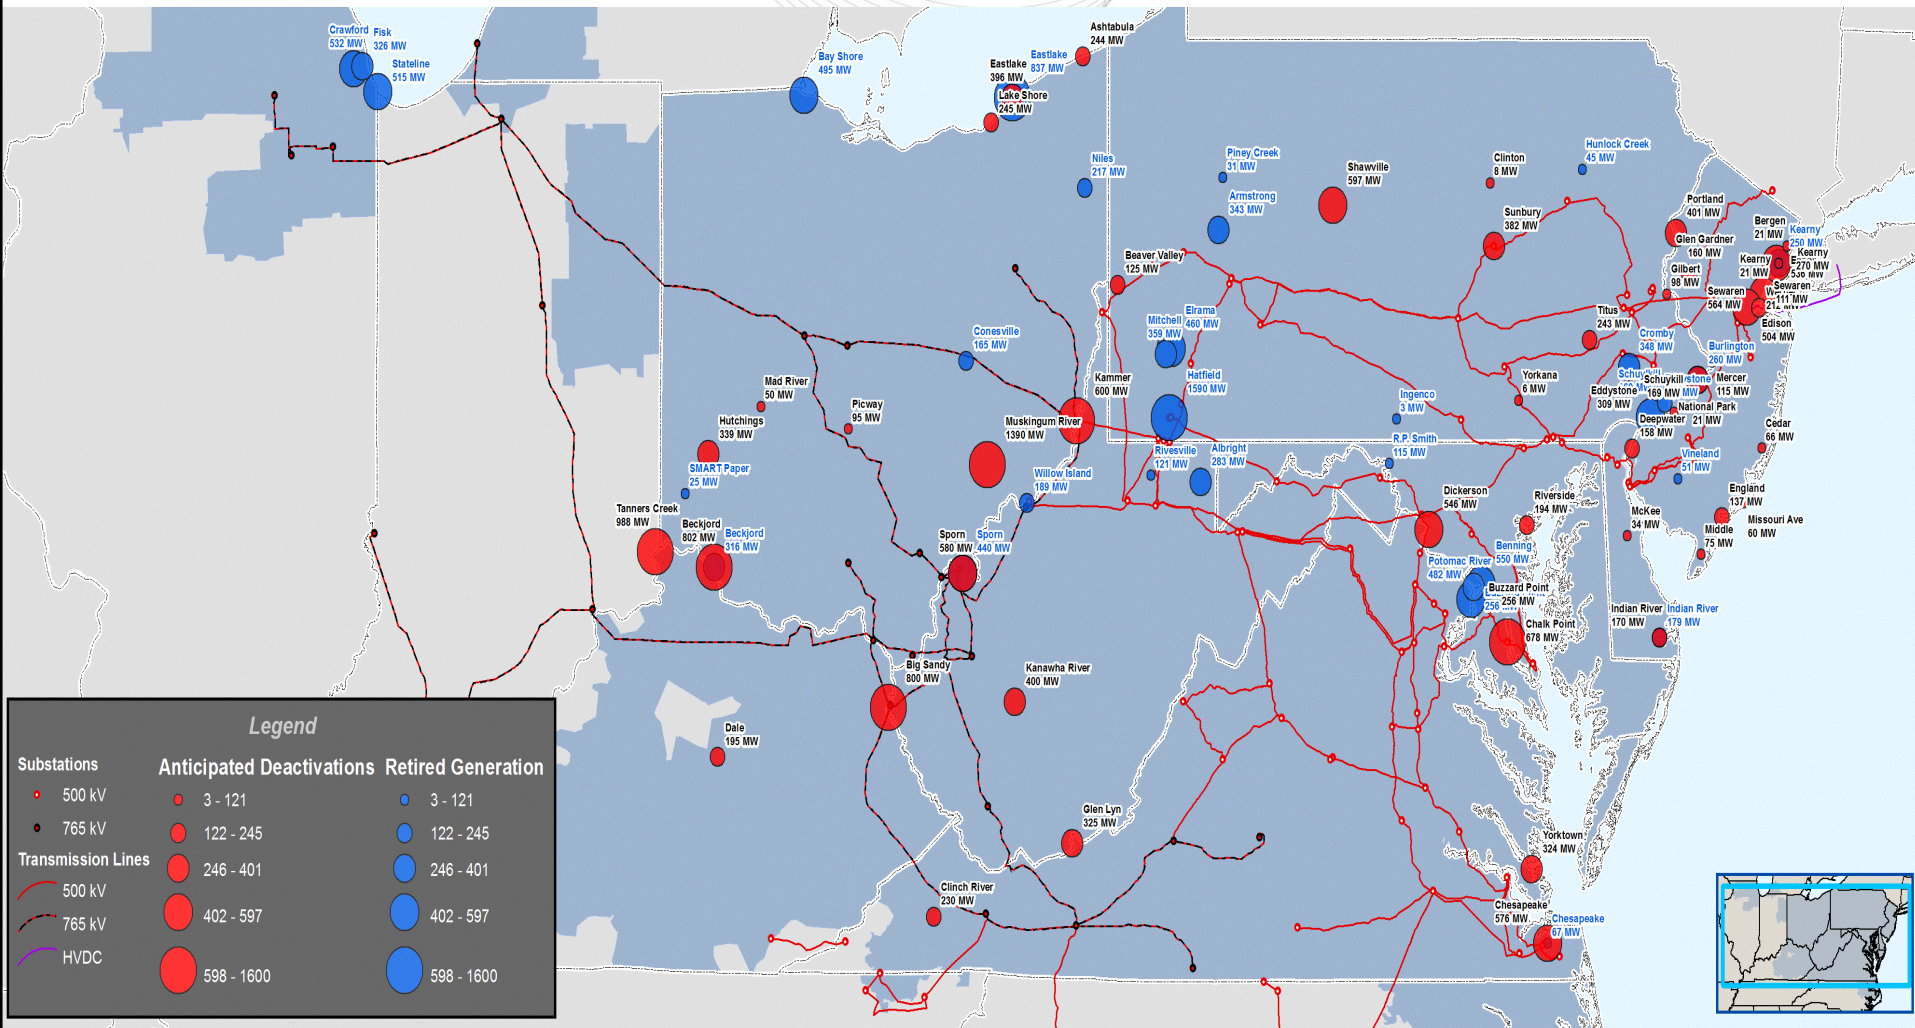 Crawford
532 MW
Fisk
326 MW
Stateline
515 MW
Bay Shore
495 MW
Eastlake
396 MW
Eastlake
837 MW
Ashtabula
244 MW
Lake Shore
245 MW
Niles
217 MW
Piney Creek
31 MW
Armstrong
343 MW
Shawville
597 MW
Clinton
8 MW
Hunlock Creek
45 MW
Sunbury
382 MW
Portland
401 MW
Bergen
21 MW
Kearny
250 MW
Glen Gardner
160 MW
Kearny
21 MW
Kearny
270 MW
Gilbert
98 MW
Sewaren
564 MW
Sewaren
111 MW
Edison
504 MW
Beaver Valley
125 MW
Titus
243 MW
Cromby
348 MW
Burlington
260 MW
Mitchell
359 MW
Elrama
460 MW
Hatfield
1590 MW
Conesville
165 MW
Kammer
600 MW
Mad River
50 MW
Picway
95 MW
Hutchings
339 MW
SMART Paper
25 MW
Muskingum River
1390 MW
Willow Island
189 MW
Rivesville
121 MW
Albright
283 MW
Ingenco
3 MW
R.P. Smith
115 MW
Yorkana
6 MW
Eddystone
309 MW
Schuykill
169 MW
Mercer
115 MW
National Park
21 MW
Deepwater
158 MW
Cedar
66 MW
Vineland
51 MW
England
137 MW
Missouri Ave
60 MW
Middle
75 MW
McKee
34 MW
Dickerson
546 MW
Riverside
194 MW
Benning
550 MW
Potomac River
482 MW
Buzzard Point
256 MW
256
Chalk Point
678 MW
Indian River
170 MW
Indian River
179 MW
Tanners Creek
988 MW
Beckjord
802 MW
Beckjord
316 MW
Sporn
580 MW
Sporn
440 MW
Big Sandy
800 MW
Kanawha River
400 MW
Dale
195 MW
Glen Lyn
325 MW
Clinch River
230 MW
Yorktown
324 MW
Chesapeake
576 MW
Chesapeake
67 MW
Legend
Substations
500 kV
765 kV
Transmission Lines
500 kV
765 kV
HVDC
Anticipated Deactivations
3 - 121
122 - 245
246 - 401
402 - 597
598 - 1600
Retired Generation
3 - 121
122 - 245
246 - 401
402 - 597
598 - 1600